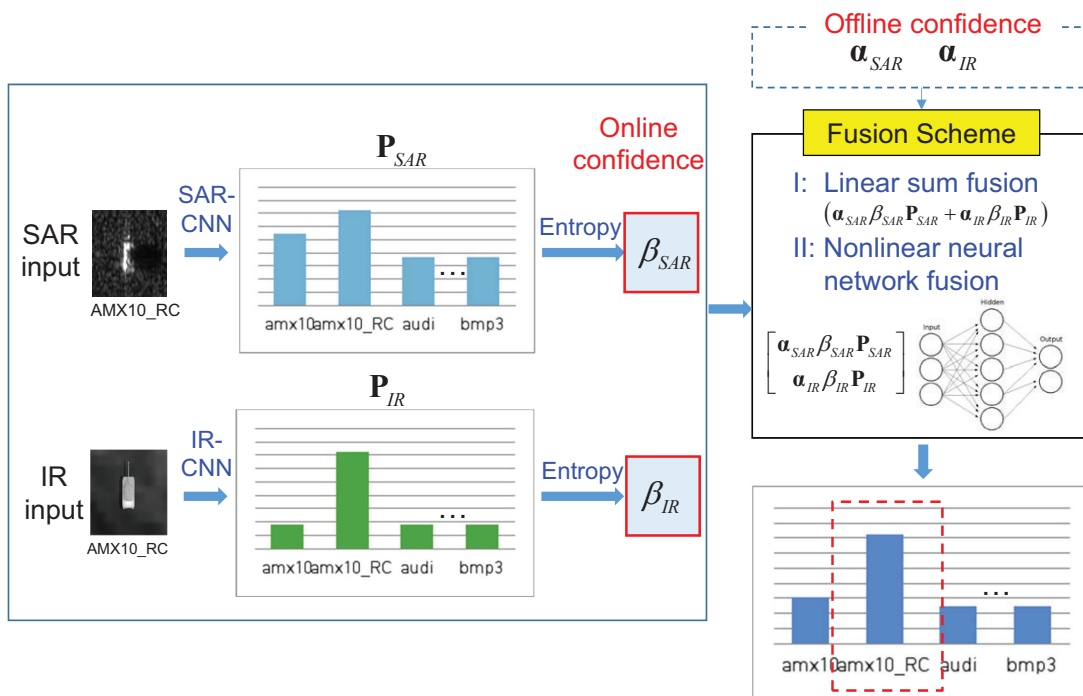 Offline confidence
α_SAR α_IR
Fusion Scheme
I: Linear sum fusion
(α_SAR β_SAR P_SAR + α_IR β_IR P_IR)
II: Nonlinear neural
network fusion
[α_SAR β_SAR P_SAR
α_IR β_IR P_IR]
Input
Hidden
Output
Online
confidence
P_SAR
SAR
input
AMX10_RC
SAR-
CNN
amx10 amx10_RC audi bmp3
...
Entropy
β_SAR
P_IR
IR
input
AMX10_RC
IR-
CNN
amx10 amx10_RC audi bmp3
...
Entropy
β_IR
...
amx10 amx10_RC audi bmp3